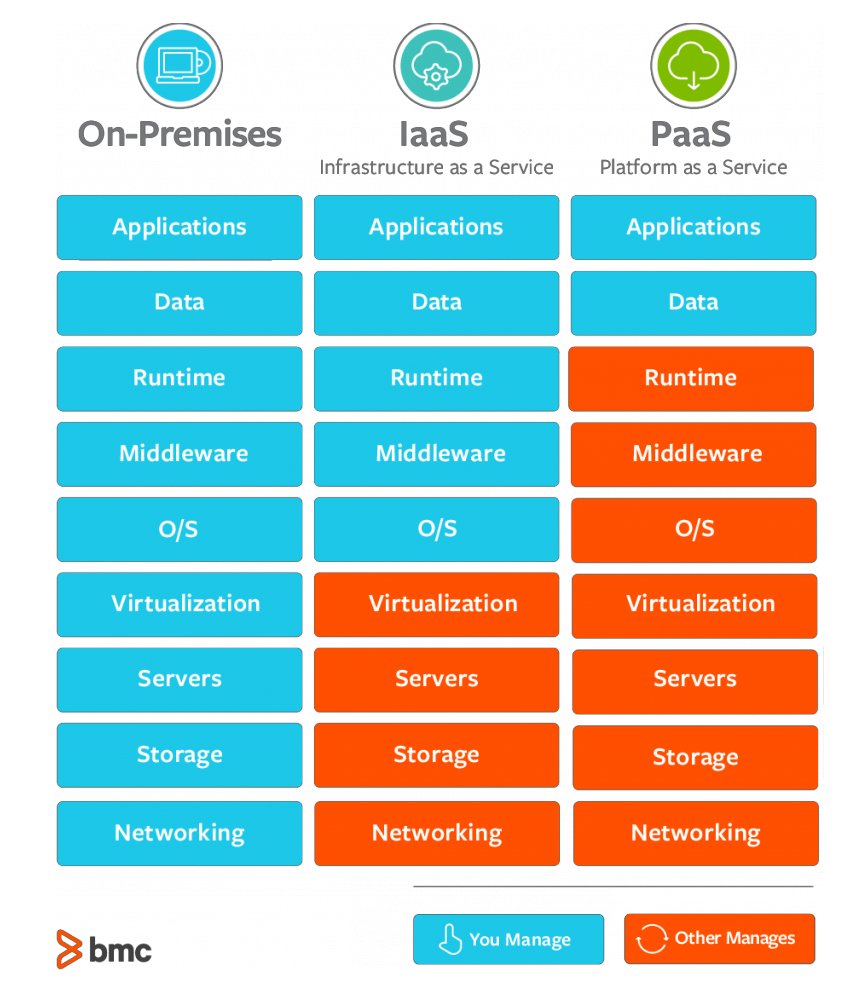 On-Premises
IaaS
PaaS
Infrastructure as a Service
Platform as a Service
Applications
Applications
Applications
Data
Data
Data
Runtime
Runtime
Runtime
Middleware
Middleware
Middleware
O/S
O/S
O/S
Virtualization
Virtualization
Virtualization
Servers
Servers
Servers
Storage
Storage
Storage
Networking
Networking
Networking
bmc
You Manage
Other Manages